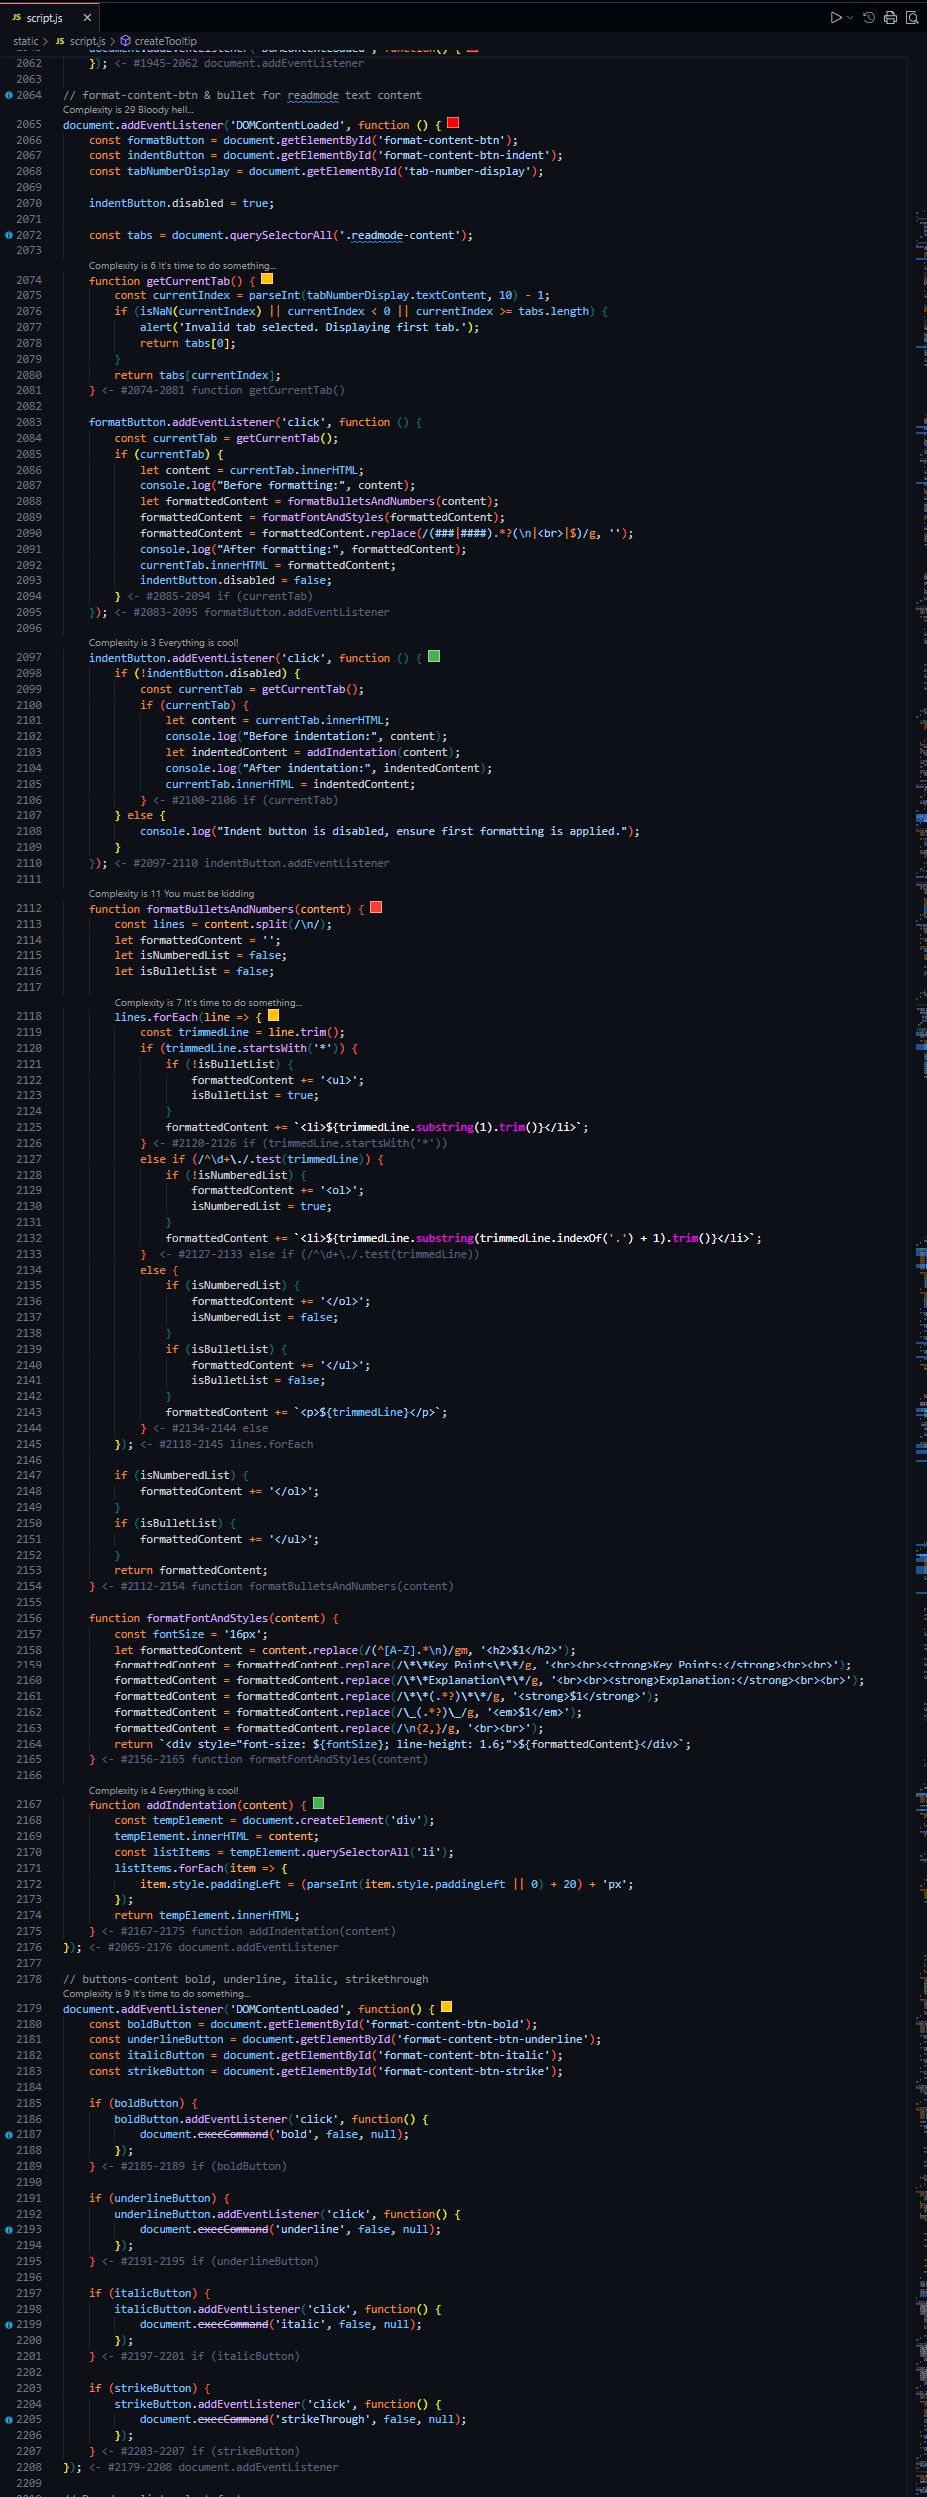 JS script.js ×
static > JS script.js > createTooltip
2062 }); <- #1945-2062 document.addEventListener
2063
2064 // format-content-btn & bullet for readmode text content
Complexity is 29 Bloody hell...
2065 document.addEventListener('DOMContentLoaded', function () {
2066 const formatButton = document.getElementById('format-content-btn');
2067 const indentButton = document.getElementById('format-content-btn-indent');
2068 const tabNumberDisplay = document.getElementById('tab-number-display');
2069
2070 indentButton.disabled = true;
2071
2072 const tabs = document.querySelectorAll('.readmode-content');
2073
Complexity is 6 It's time to do something...
2074 function getCurrentTab() {
2075 const currentIndex = parseInt(tabNumberDisplay.textContent, 10) - 1;
2076 if (isNaN(currentIndex) || currentIndex < 0 || currentIndex >= tabs.length) {
2077 alert('Invalid tab selected. Displaying first tab.');
2078 return tabs[0];
2079 }
2080 return tabs[currentIndex];
2081 } <- #2074-2081 function getCurrentTab()
2082
2083 formatButton.addEventListener('click', function () {
2084 const currentTab = getCurrentTab();
2085 if (currentTab) {
2086 let content = currentTab.innerHTML;
2087 console.log("Before formatting:", content);
2088 let formattedContent = formatBulletsAndNumbers(content);
2089 formattedContent = formatFontAndStyles(formattedContent);
2090 formattedContent = formattedContent.replace(/(###|####).*?(\n|<br>|$)/g, '');
2091 console.log("After formatting:", formattedContent);
2092 currentTab.innerHTML = formattedContent;
2093 indentButton.disabled = false;
2094 } <- #2085-2094 if (currentTab)
2095 }); <- #2083-2095 formatButton.addEventListener
2096
Complexity is 3 Everything is cool!
2097 indentButton.addEventListener('click', function () {
2098 if (!indentButton.disabled) {
2099 const currentTab = getCurrentTab();
2100 if (currentTab) {
2101 let content = currentTab.innerHTML;
2102 console.log("Before indentation:", content);
2103 let indentedContent = addIndentation(content);
2104 console.log("After indentation:", indentedContent);
2105 currentTab.innerHTML = indentedContent;
2106 } <- #2100-2106 if (currentTab)
2107 } else {
2108 console.log("Indent button is disabled, ensure first formatting is applied.");
2109 }
2110 }); <- #2097-2110 indentButton.addEventListener
2111
Complexity is 11 You must be kidding
2112 function formatBulletsAndNumbers(content) {
2113 const lines = content.split(/\n/);
2114 let formattedContent = '';
2115 let isNumberedList = false;
2116 let isBulletList = false;
2117
Complexity is 7 It's time to do something...
2118 lines.forEach(line => {
2119 const trimmedLine = line.trim();
2120 if (trimmedLine.startsWith('*')) {
2121 if (!isBulletList) {
2122 formattedContent += '<ul>';
2123 isBulletList = true;
2124 }
2125 formattedContent += `<li>${trimmedLine.substring(1).trim()}</li>`;
2126 } <- #2120-2126 if (trimmedLine.startsWith('*'))
2127 else if (/^\d+\./.test(trimmedLine)) {
2128 if (!isNumberedList) {
2129 formattedContent += '<ol>';
2130 isNumberedList = true;
2131 }
2132 formattedContent += `<li>${trimmedLine.substring(trimmedLine.indexOf('.') + 1).trim()}</li>`;
2133 } <- #2127-2133 else if (/^\d+\./.test(trimmedLine))
2134 else {
2135 if (isNumberedList) {
2136 formattedContent += '</ol>';
2137 isNumberedList = false;
2138 }
2139 if (isBulletList) {
2140 formattedContent += '</ul>';
2141 isBulletList = false;
2142 }
2143 formattedContent += `<p>${trimmedLine}</p>`;
2144 } <- #2134-2144 else
2145 }); <- #2118-2145 lines.forEach
2146
2147 if (isNumberedList) {
2148 formattedContent += '</ol>';
2149 }
2150 if (isBulletList) {
2151 formattedContent += '</ul>';
2152 }
2153 return formattedContent;
2154 } <- #2112-2154 function formatBulletsAndNumbers(content)
2155
2156 function formatFontAndStyles(content) {
2157 const fontSize = '16px';
2158 let formattedContent = content.replace(/(^[A-Z].*\n)/gm, '<h2>$1</h2>');
2159 formattedContent = formattedContent.replace(/\*\*Key Points\*\*/g, '<br><br><strong>Key Points:</strong><br><br>');
2160 formattedContent = formattedContent.replace(/\*\*Explanation\*\*/g, '<br><br><strong>Explanation:</strong><br><br>');
2161 formattedContent = formattedContent.replace(/\*\*(.*?)\*\*/g, '<strong>$1</strong>');
2162 formattedContent = formattedContent.replace(/\_(.*?)\_/g, '<em>$1</em>');
2163 formattedContent = formattedContent.replace(/\n{2,}/g, '<br><br>');
2164 return `<div style="font-size: ${fontSize}; line-height: 1.6;">${formattedContent}</div>`;
2165 } <- #2156-2165 function formatFontAndStyles(content)
2166
Complexity is 4 Everything is cool!
2167 function addIndentation(content) {
2168 const tempElement = document.createElement('div');
2169 tempElement.innerHTML = content;
2170 const listItems = tempElement.querySelectorAll('li');
2171 listItems.forEach(item => {
2172 item.style.paddingLeft = (parseInt(item.style.paddingLeft || 0) + 20) + 'px';
2173 });
2174 return tempElement.innerHTML;
2175 } <- #2167-2175 function addIndentation(content)
2176 }); <- #2065-2176 document.addEventListener
2177
2178 // buttons-content bold, underline, italic, strikethrough
Complexity is 9 It's time to do something...
2179 document.addEventListener('DOMContentLoaded', function() {
2180 const boldButton = document.getElementById('format-content-btn-bold');
2181 const underlineButton = document.getElementById('format-content-btn-underline');
2182 const italicButton = document.getElementById('format-content-btn-italic');
2183 const strikeButton = document.getElementById('format-content-btn-strike');
2184
2185 if (boldButton) {
2186 boldButton.addEventListener('click', function() {
2187 document.execCommand('bold', false, null);
2188 });
2189 } <- #2185-2189 if (boldButton)
2190
2191 if (underlineButton) {
2192 underlineButton.addEventListener('click', function() {
2193 document.execCommand('underline', false, null);
2194 });
2195 } <- #2191-2195 if (underlineButton)
2196
2197 if (italicButton) {
2198 italicButton.addEventListener('click', function() {
2199 document.execCommand('italic', false, null);
2200 });
2201 } <- #2197-2201 if (italicButton)
2202
2203 if (strikeButton) {
2204 strikeButton.addEventListener('click', function() {
2205 document.execCommand('strikeThrough', false, null);
2206 });
2207 } <- #2203-2207 if (strikeButton)
2208 }); <- #2179-2208 document.addEventListener
2209